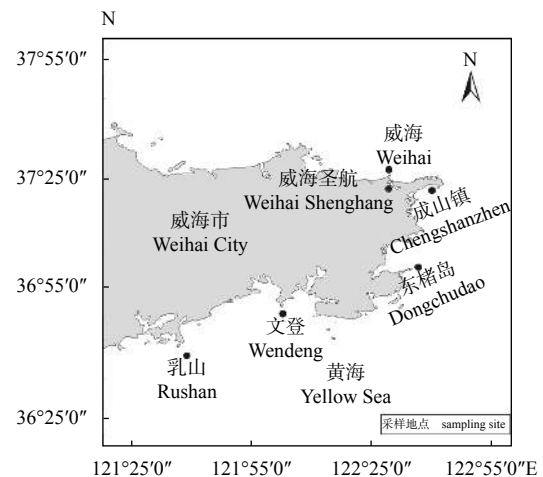 N
37°55′0″
N
威海
Weihai
37°25′0″
威海圣航
Weihai Shenghang
成山镇
Chengshanzhen
威海市
Weihai City
36°55′0″
东楮岛
Dongchudao
文登
Wendeng
乳山
Rushan
黄海
Yellow Sea
36°25′0″
采样地点 sampling site
121°25′0″ 121°55′0″ 122°25′0″ 122°55′0″E